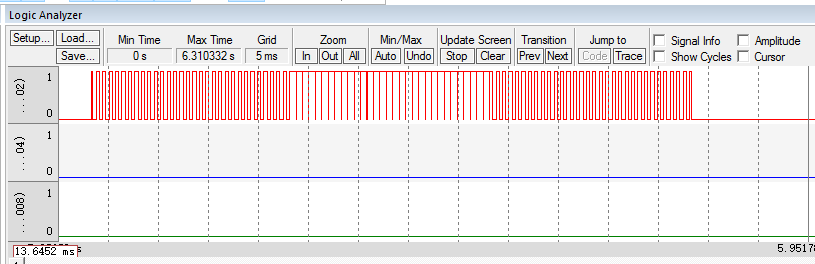 Logic Analyzer
Setup... Load... Min Time Max Time Grid Zoom Min/Max Update Screen Transition Jump to Signal Info Amplitude
Save... 0 s 6.310332 s 5 ms In Out All Auto Undo Stop Clear Prev Next Code Trace Show Cycles Cursor
1
...02)
0
1
...04)
0
1
...008)
0
13.6452 ms s 5.9517